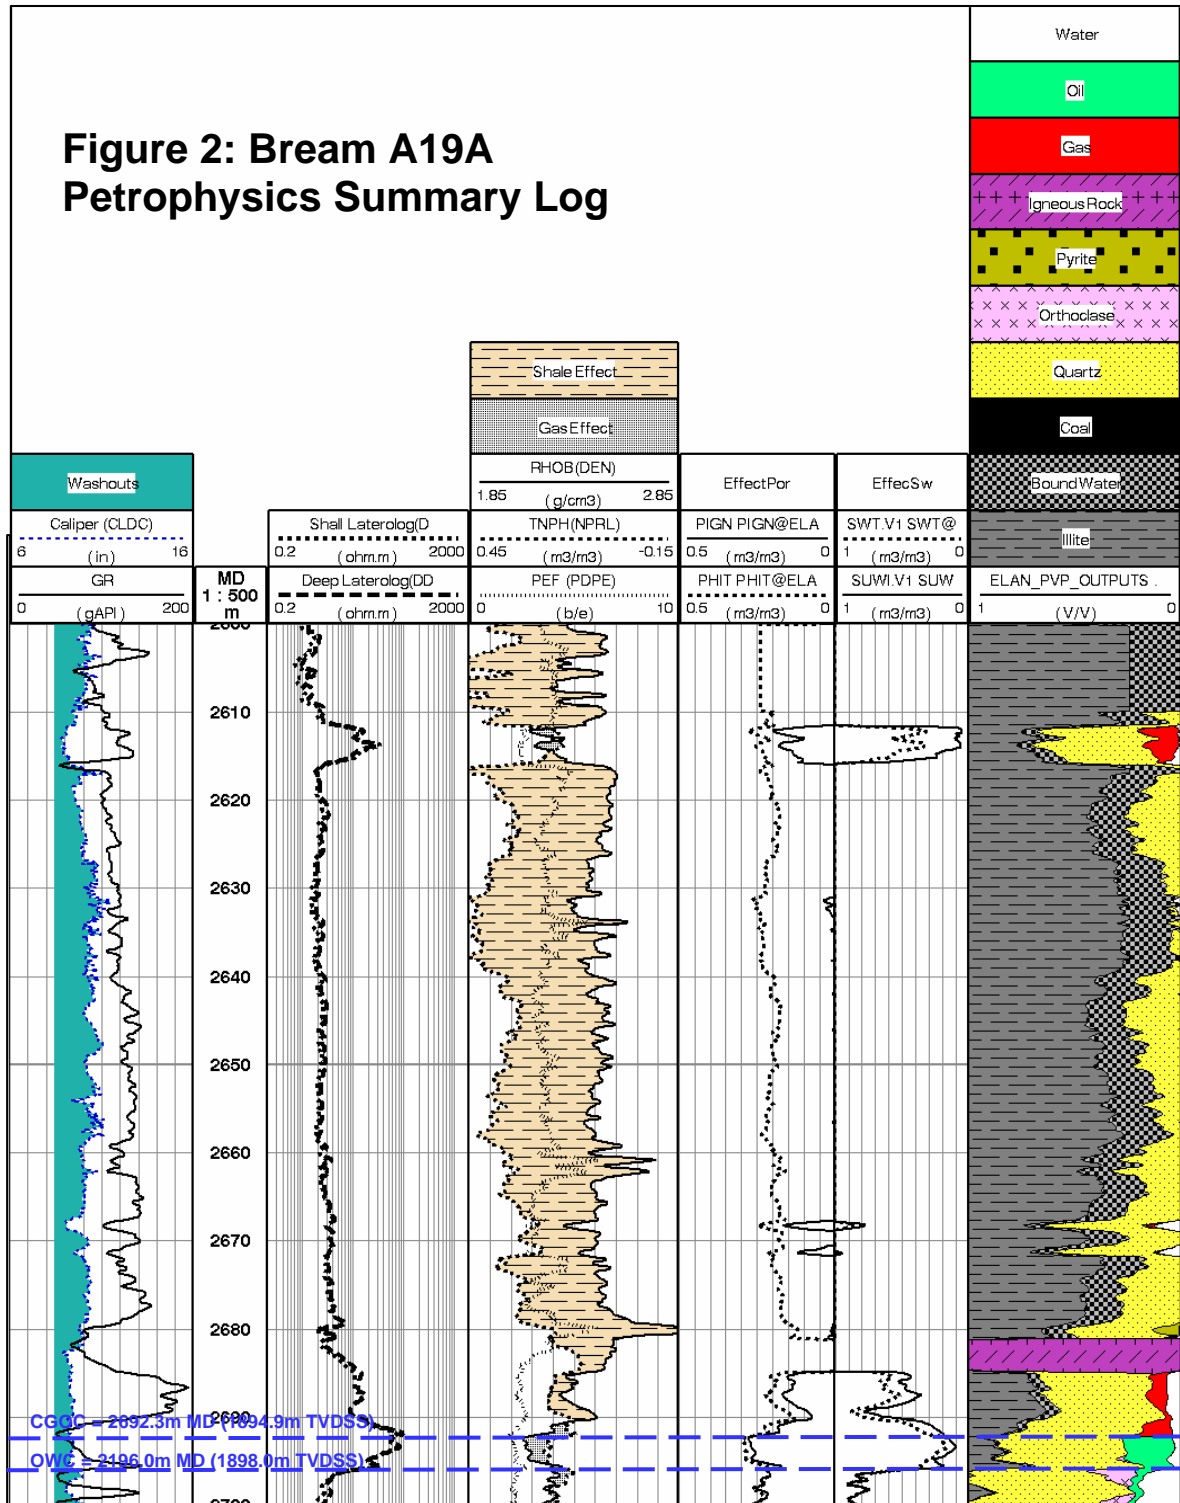 Figure 2: Bream A19A
Petrophysics Summary Log
Water
Oil
Gas
Igneous Rock
Pyrite
Orthoclase
Quartz
Coal
Bound Water
Illite
Shale Effect
Gas Effect
Washouts
RHOB (DEN)
1.85 (g/cm3) 2.85
EffectPor
EffecSw
Caliper (CLDC)
6 (in) 16
Shall Laterolog(D
0.2 (ohm.m) 2000
TNPH (NPRL)
0.45 (m3/m3) -0.15
PIGN PIGN@ELA
0.5 (m3/m3) 0
SWT.V1 SWT@
1 (m3/m3) 0
GR
0 (gAPI) 200
MD
1 : 500
m
Deep Laterolog(DD
0.2 (ohm.m) 2000
PEF (PDPE)
0 (b/e) 10
PHIT PHIT@ELA
0.5 (m3/m3) 0
SUWI.V1 SUW
1 (m3/m3) 0
ELAN_PVP_OUTPUTS .
1 (V/V) 0
2610
2620
2630
2640
2650
2660
2670
2680
2690
CGOC = 2692.3m MD (1894.9m TVDSS)
OWC = 2196.0m MD (1898.0m TVDSS)
2700